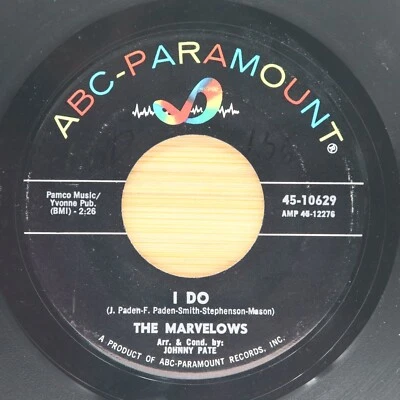 ABC-PARAMOUNT®
Pamco Music/
Yvonne Pub.
(BMI) - 2:26
45-10629
AMP 45-12276
I DO
(J. Paden-F. Paden-Smith-Stephenson-Mason)
THE MARVELOWS
Arr. & Cond. by:
JOHNNY PATE
A PRODUCT OF ABC-PARAMOUNT RECORDS, INC.